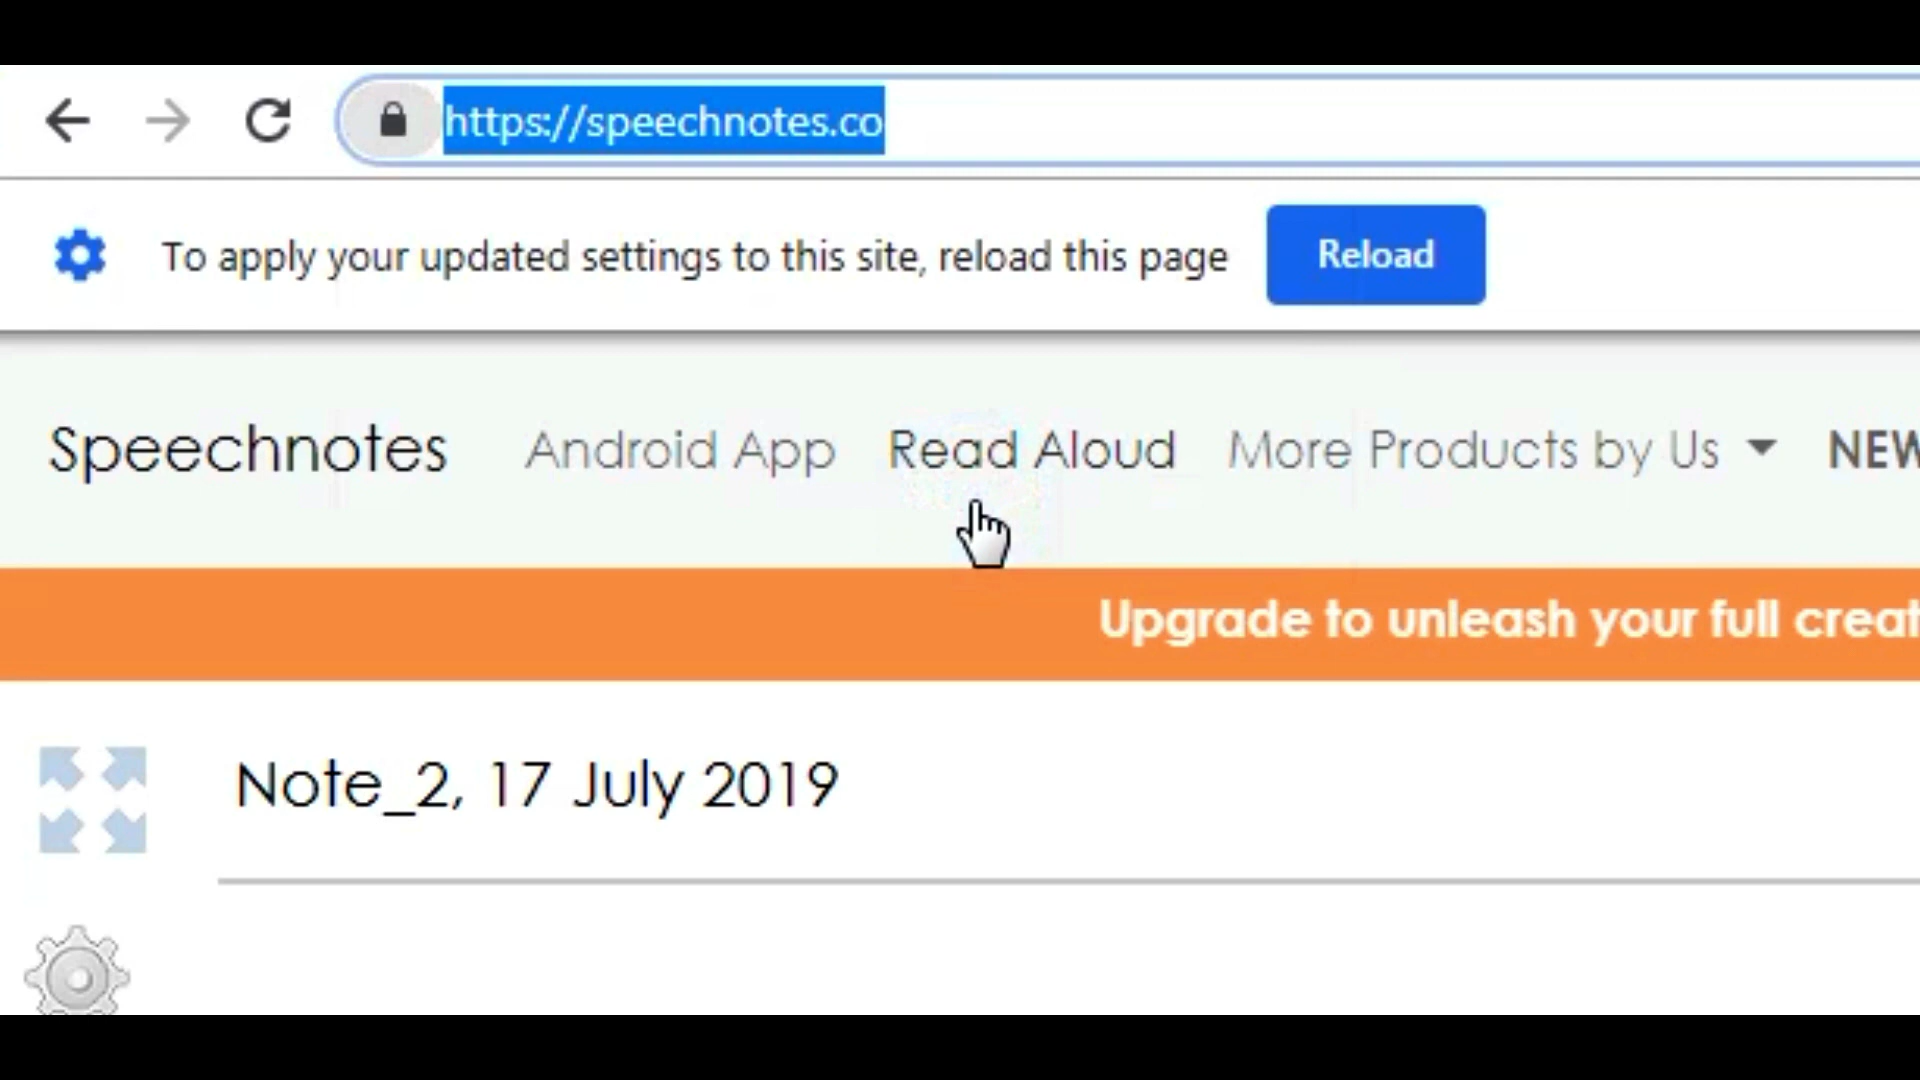 https://speechnotes.co
To apply your updated settings to this site, reload this page Reload
Speechnotes Android App Read Aloud More Products by Us NEW
Upgrade to unleash your full creat
Note_2, 17 July 2019